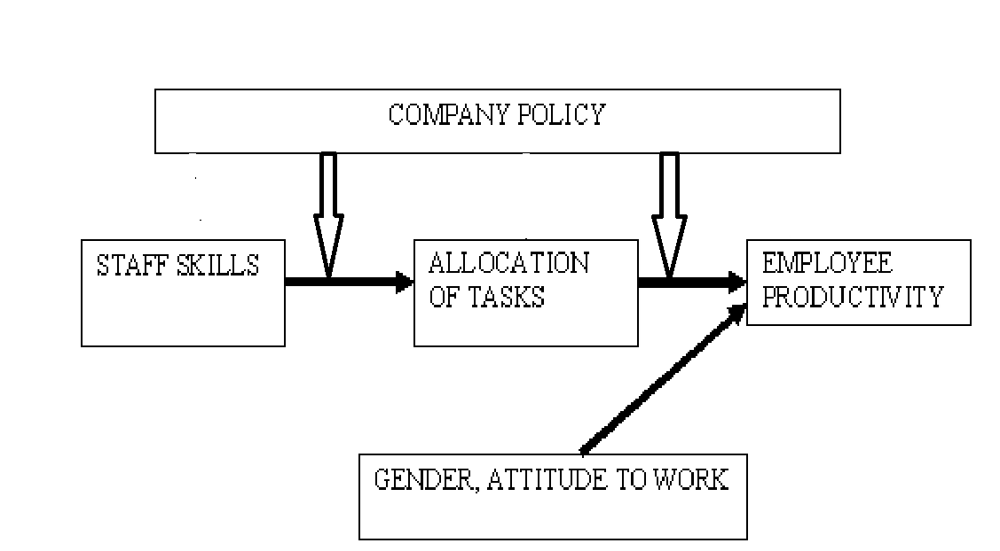 COMPANY POLICY
STAFF SKILLS
ALLOCATION
OF TASKS
EMPLOYEE
PRODUCTIVITY
GENDER, ATTITUDE TO WORK